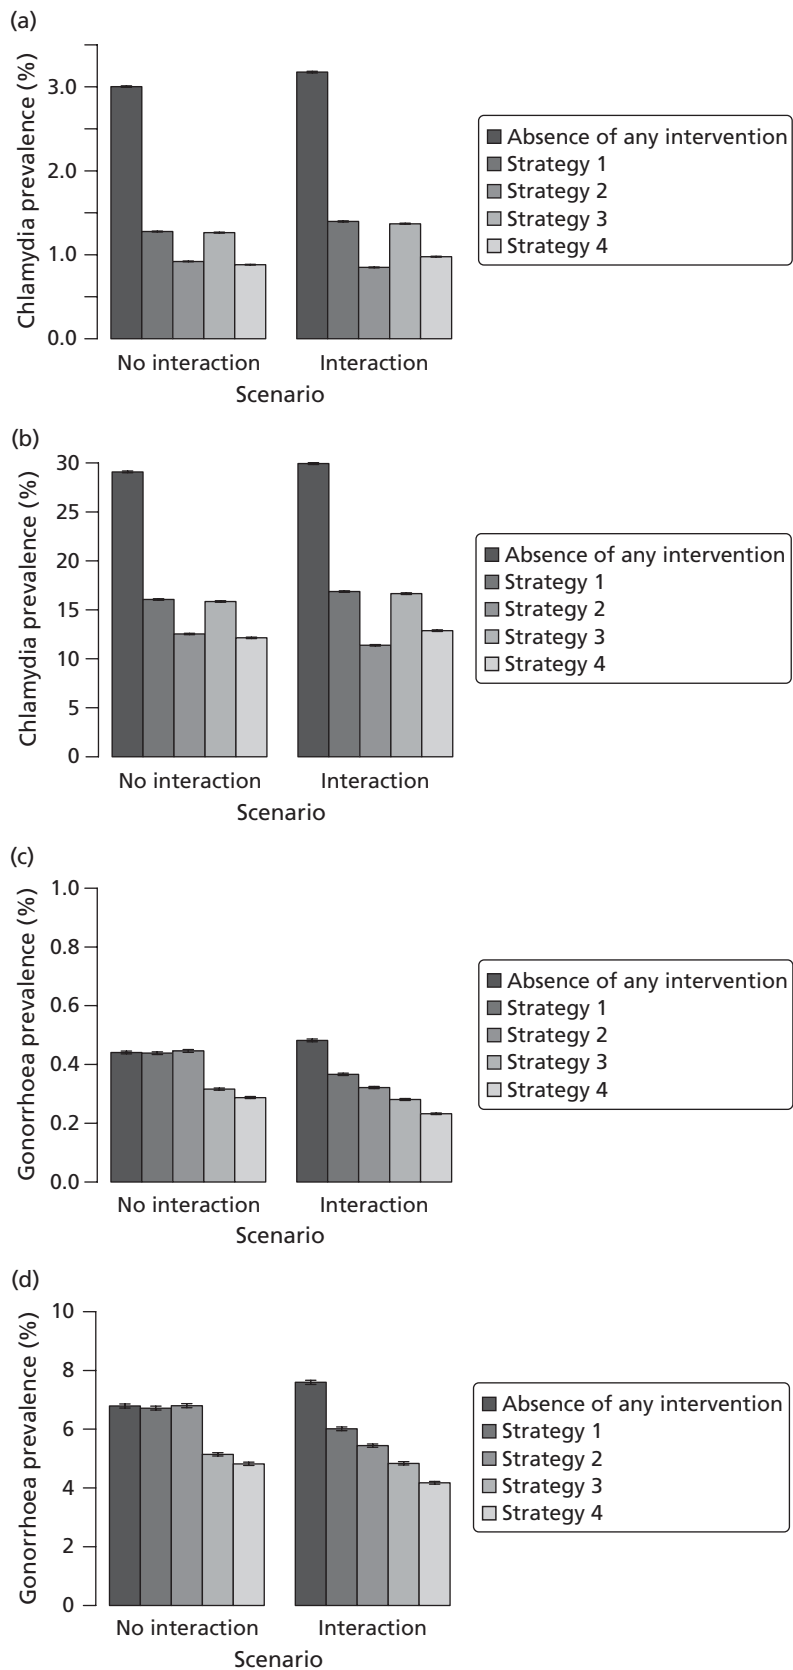 (a)
Chlamydia prevalence (%)
3.0
2.0
1.0
0.0
No interaction
Interaction
Scenario
Absence of any intervention
Strategy 1
Strategy 2
Strategy 3
Strategy 4
(b)
Chlamydia prevalence (%)
30
25
20
15
10
5
0
No interaction
Interaction
Scenario
Absence of any intervention
Strategy 1
Strategy 2
Strategy 3
Strategy 4
(c)
Gonorrhoea prevalence (%)
1.0
0.8
0.6
0.4
0.2
0.0
No interaction
Interaction
Scenario
Absence of any intervention
Strategy 1
Strategy 2
Strategy 3
Strategy 4
(d)
Gonorrhoea prevalence (%)
10
8
6
4
2
0
No interaction
Interaction
Scenario
Absence of any intervention
Strategy 1
Strategy 2
Strategy 3
Strategy 4